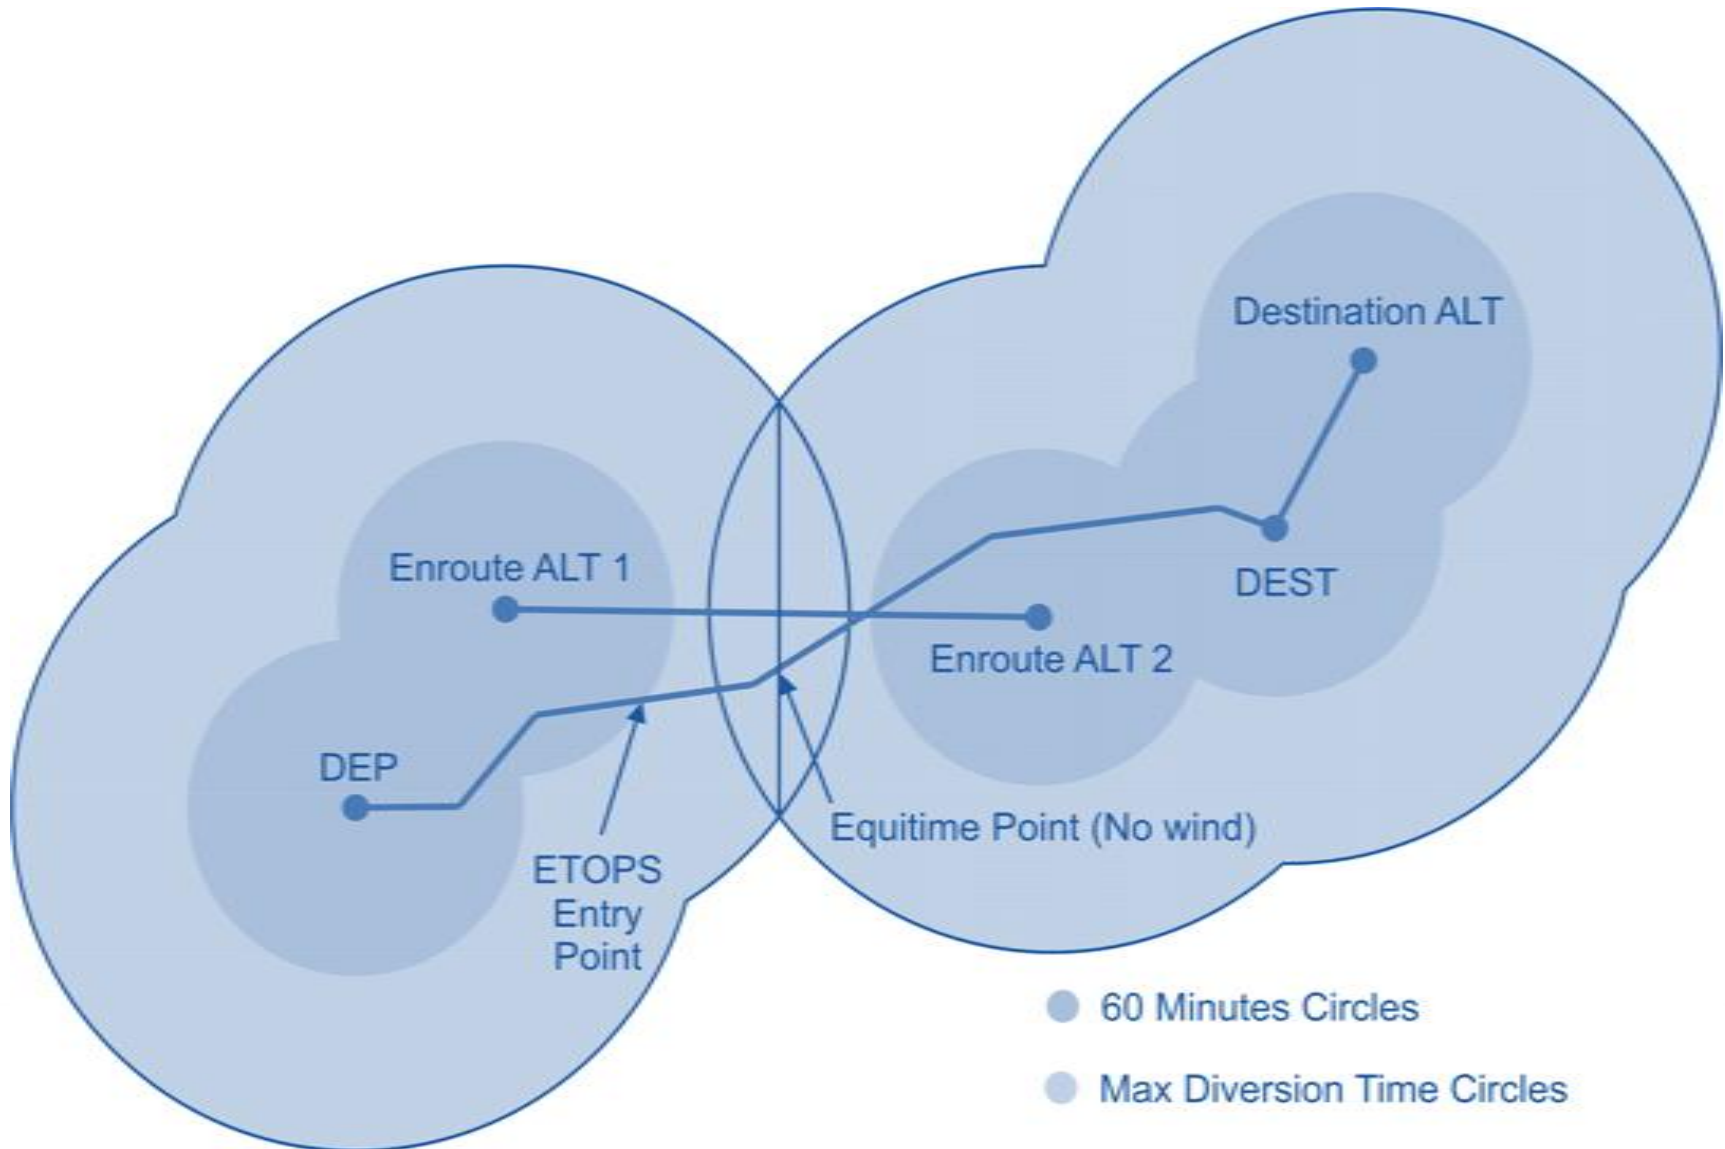 Destination ALT
Enroute ALT 1
DEST
Enroute ALT 2
DEP
Equitime Point (No wind)
ETOPS
Entry
Point
60 Minutes Circles
Max Diversion Time Circles